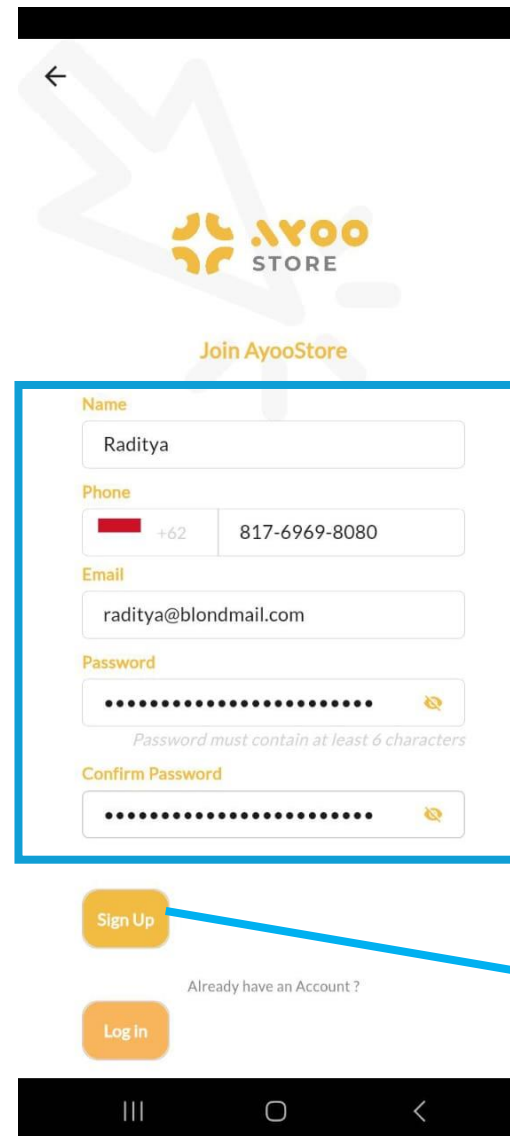 AYOO
STORE
Join AyooStore
Name
Raditya
Phone
+62 817-6969-8080
Email
raditya@blondmail.com
Password
••••••••••••••••••••••••
Password must contain at least 6 characters
Confirm Password
••••••••••••••••••••••••
Sign Up
Already have an Account ?
Log in